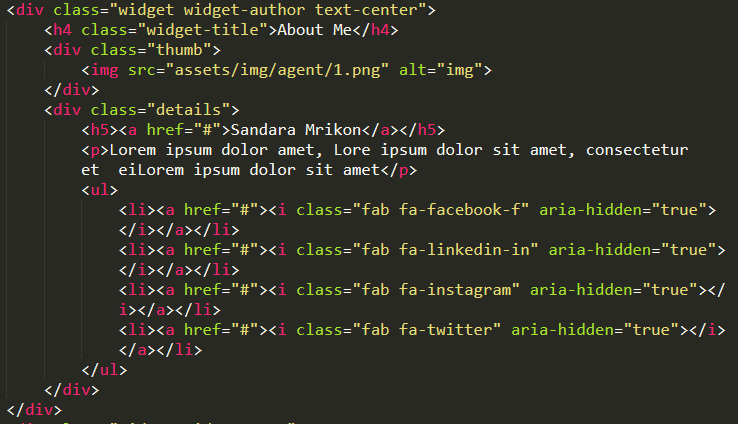 <div class="widget widget-author text-center">
<h4 class="widget-title">About Me</h4>
<div class="thumb">
<img src="assets/img/agent/1.png" alt="img">
</div>
<div class="details">
<h5><a href="#">Sandara Mrikon</a></h5>
<p>Lorem ipsum dolor amet, Lore ipsum dolor sit amet, consectetur
et  eiLorem ipsum dolor sit amet</p>
<ul>
<li><a href="#"><i class="fab fa-facebook-f" aria-hidden="true">
</i></a></li>
<li><a href="#"><i class="fab fa-linkedin-in" aria-hidden="true">
</i></a></li>
<li><a href="#"><i class="fab fa-instagram" aria-hidden="true"></
i></a></li>
<li><a href="#"><i class="fab fa-twitter" aria-hidden="true"></i>
</a></li>
</ul>
</div>
</div>